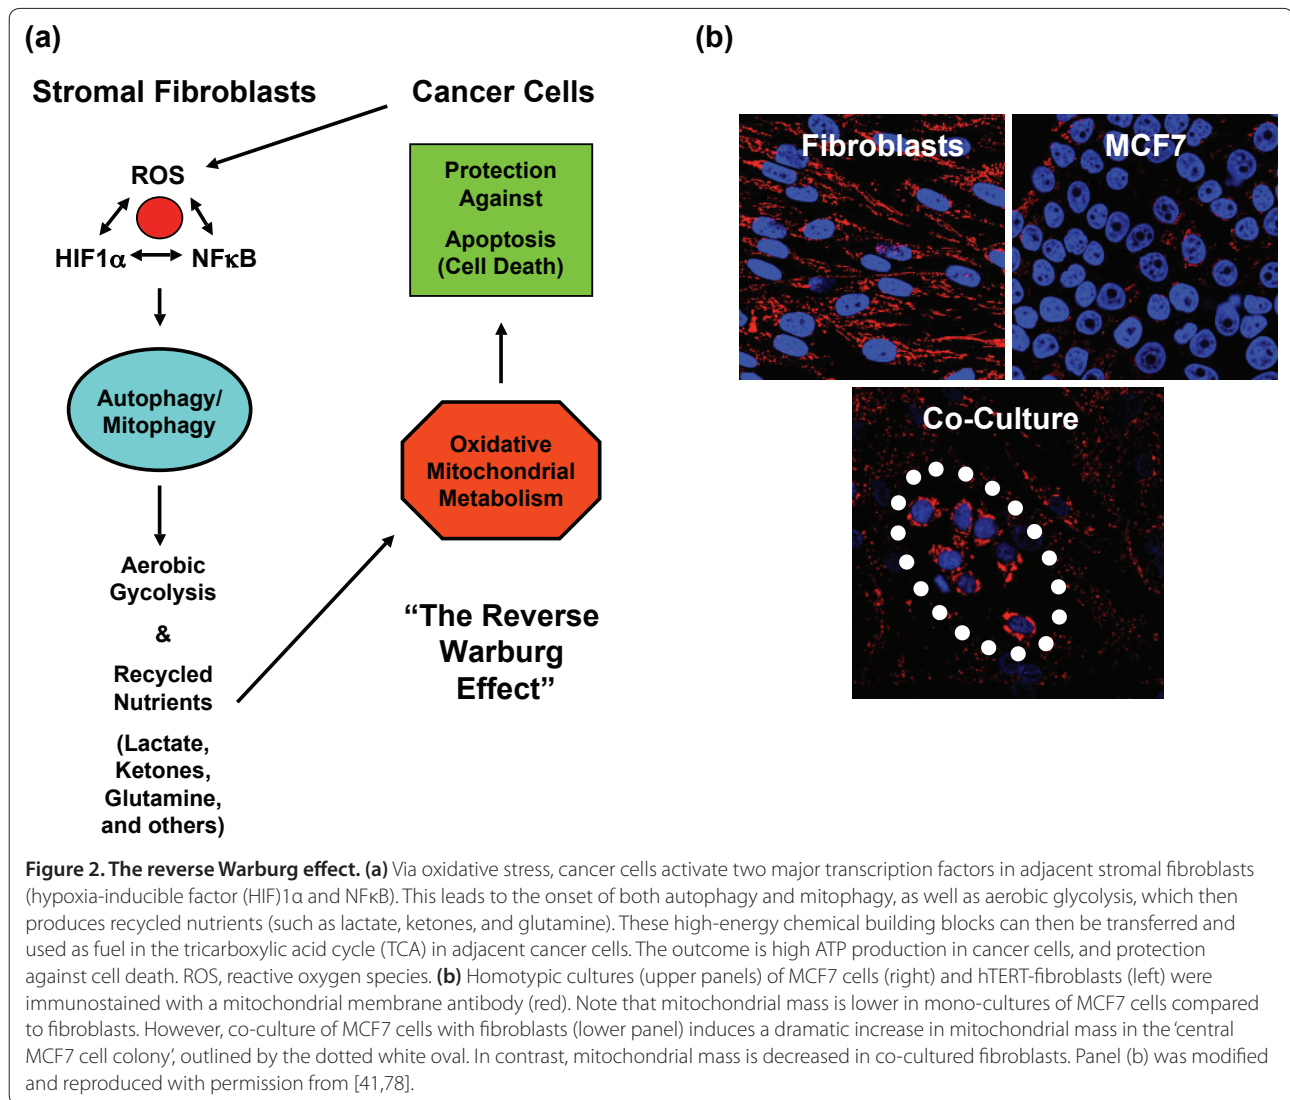 (a)
Stromal Fibroblasts
Cancer Cells
ROS
HIF1α
NFκB
Autophagy/
Mitophagy
Aerobic
Gycolysis
&
Recycled
Nutrients
(Lactate,
Ketones,
Glutamine,
and others)
Protection
Against
Apoptosis
(Cell Death)
Oxidative
Mitochondrial
Metabolism
“The Reverse
Warburg
Effect”
(b)
Fibroblasts
MCF7
Co-Culture
Figure 2. The reverse Warburg effect. (a) Via oxidative stress, cancer cells activate two major transcription factors in adjacent stromal fibroblasts
(hypoxia-inducible factor (HIF)1α and NFκB). This leads to the onset of both autophagy and mitophagy, as well as aerobic glycolysis, which then
produces recycled nutrients (such as lactate, ketones, and glutamine). These high-energy chemical building blocks can then be transferred and
used as fuel in the tricarboxylic acid cycle (TCA) in adjacent cancer cells. The outcome is high ATP production in cancer cells, and protection
against cell death. ROS, reactive oxygen species. (b) Homotypic cultures (upper panels) of MCF7 cells (right) and hTERT-fibroblasts (left) were
immunostained with a mitochondrial membrane antibody (red). Note that mitochondrial mass is lower in mono-cultures of MCF7 cells compared
to fibroblasts. However, co-culture of MCF7 cells with fibroblasts (lower panel) induces a dramatic increase in mitochondrial mass in the ‘central
MCF7 cell colony’, outlined by the dotted white oval. In contrast, mitochondrial mass is decreased in co-cultured fibroblasts. Panel (b) was modified
and reproduced with permission from [41,78].